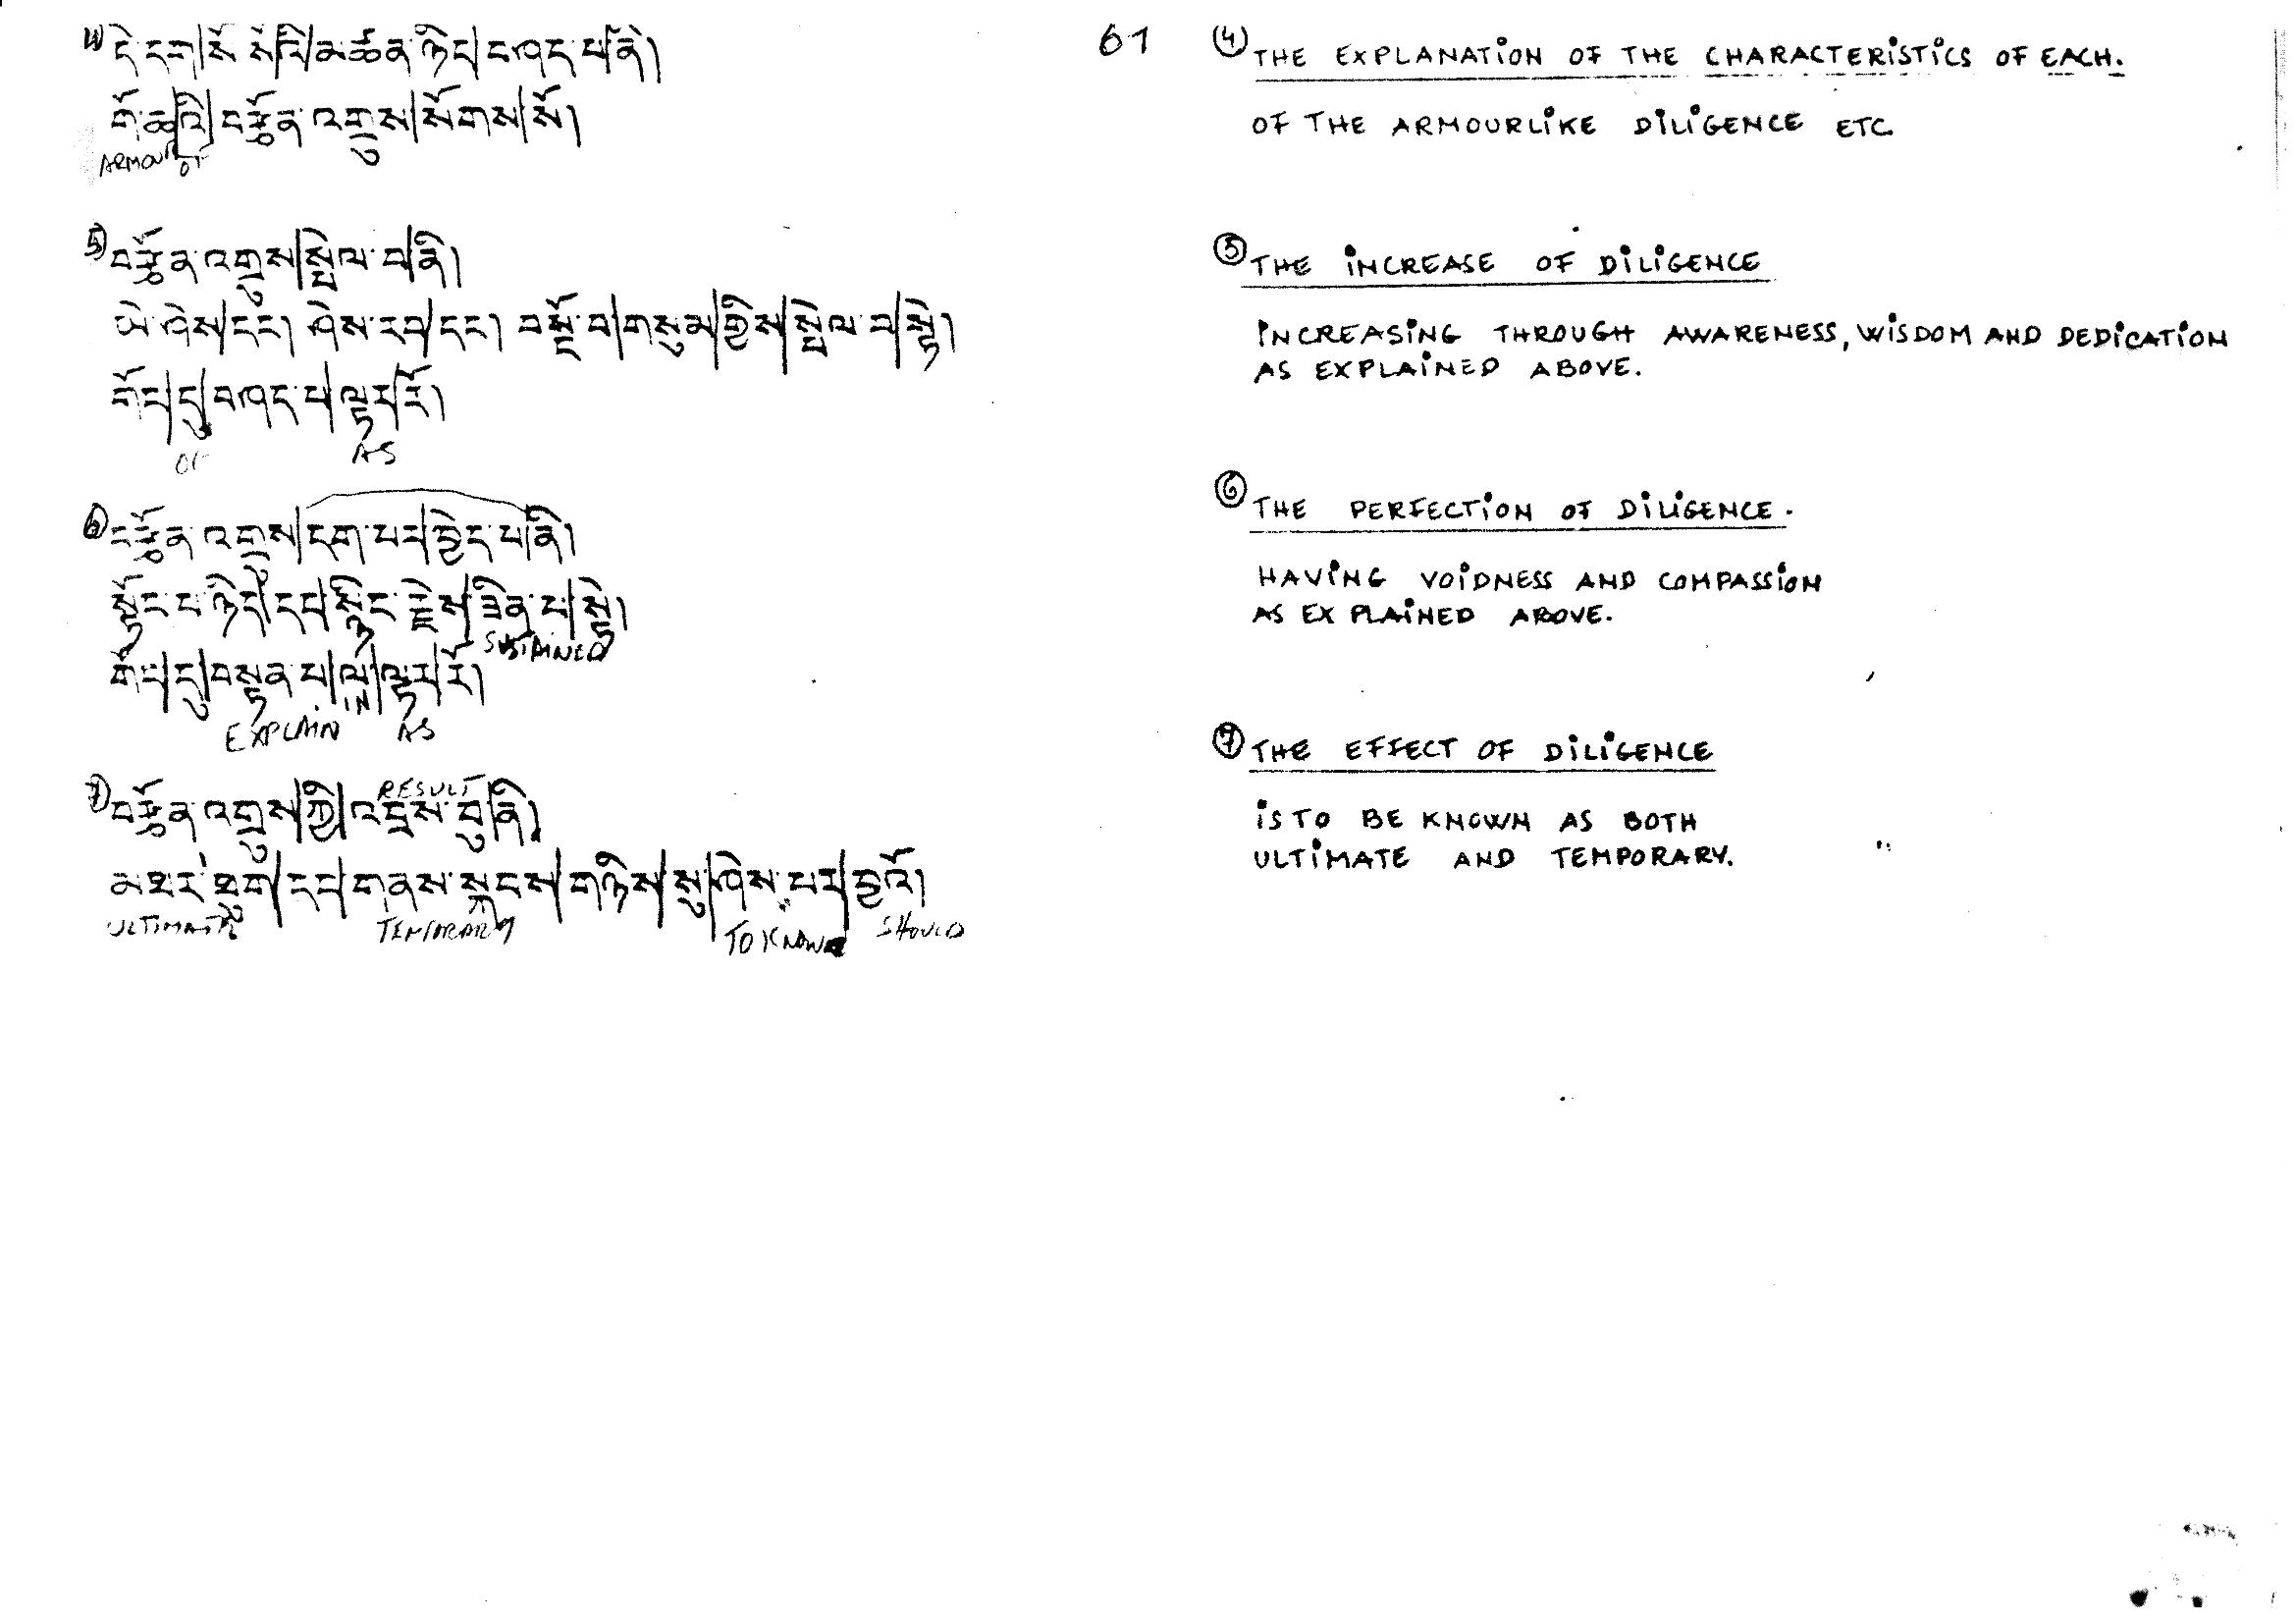 4) དེ་དག|སོ་སོའི|མཚན་ཉིད|བཤད་པ|ནི།
གོ་ཆ|འི|བརྩོན་འགྲུས|སོགས|སོ།
ARMOUR OF
5) བརྩོན་འགྲུས|སྤེལ་བ|ནི།
ཡེ་ཤེས|དང། ཤེས་རབ|དང། བསྔོ་བ|གསུམ|གྱིས|སྤེལ་བ|སྟེ།
གོང|དུ|བཤད་པ|ལྟར|རོ།
AS
6) བརྩོན་འགྲུས|དག་པར|བྱེད་པ|ནི།
སྟོང་པ་ཉིད|དང|སྙིང་རྗེས|ཟིན་པ|སྟེ།
SUSTAINED
གོང|དུ|བསྟན་པ|ལ|ལྟར|རོ།
EXPLAIN IN AS
RESULT
7) བརྩོན་འགྲུས|ཀྱི|འབྲས་བུ|ནི།
མཐར་ཐུག|དང|གནས་སྐབས|གཉིས|སུ|ཤེས་པར|བྱའོ།
ULTIMATE TEMPORARY TO KNOW SHOULD
61
(4) THE EXPLANATION OF THE CHARACTERISTICS OF EACH.
OF THE ARMOURLIKE DILIGENCE ETC
(5) THE INCREASE OF DILIGENCE
INCREASING THROUGH AWARENESS, WISDOM AND DEDICATION
AS EXPLAINED ABOVE.
(6) THE PERFECTION OF DILIGENCE.
HAVING VOIDNESS AND COMPASSION
AS EXPLAINED ABOVE.
(7) THE EFFECT OF DILIGENCE
IS TO BE KNOWN AS BOTH
ULTIMATE AND TEMPORARY.